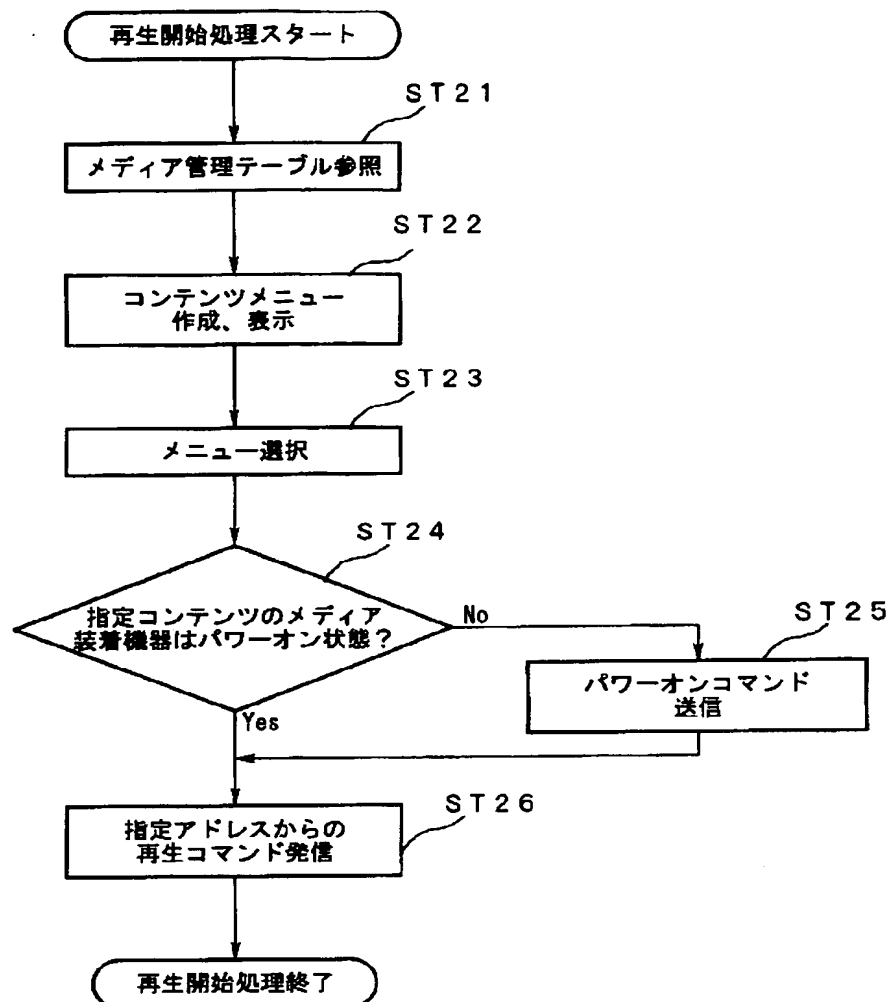 再生開始処理スタート
ST21
メディア管理テーブル参照
ST22
コンテンツメニュー
作成、表示
ST23
メニュー選択
ST24
指定コンテンツのメディア
装着機器はパワーオン状態?
No
ST25
パワーオンコマンド
送信
Yes
ST26
指定アドレスからの
再生コマンド発信
再生開始処理終了